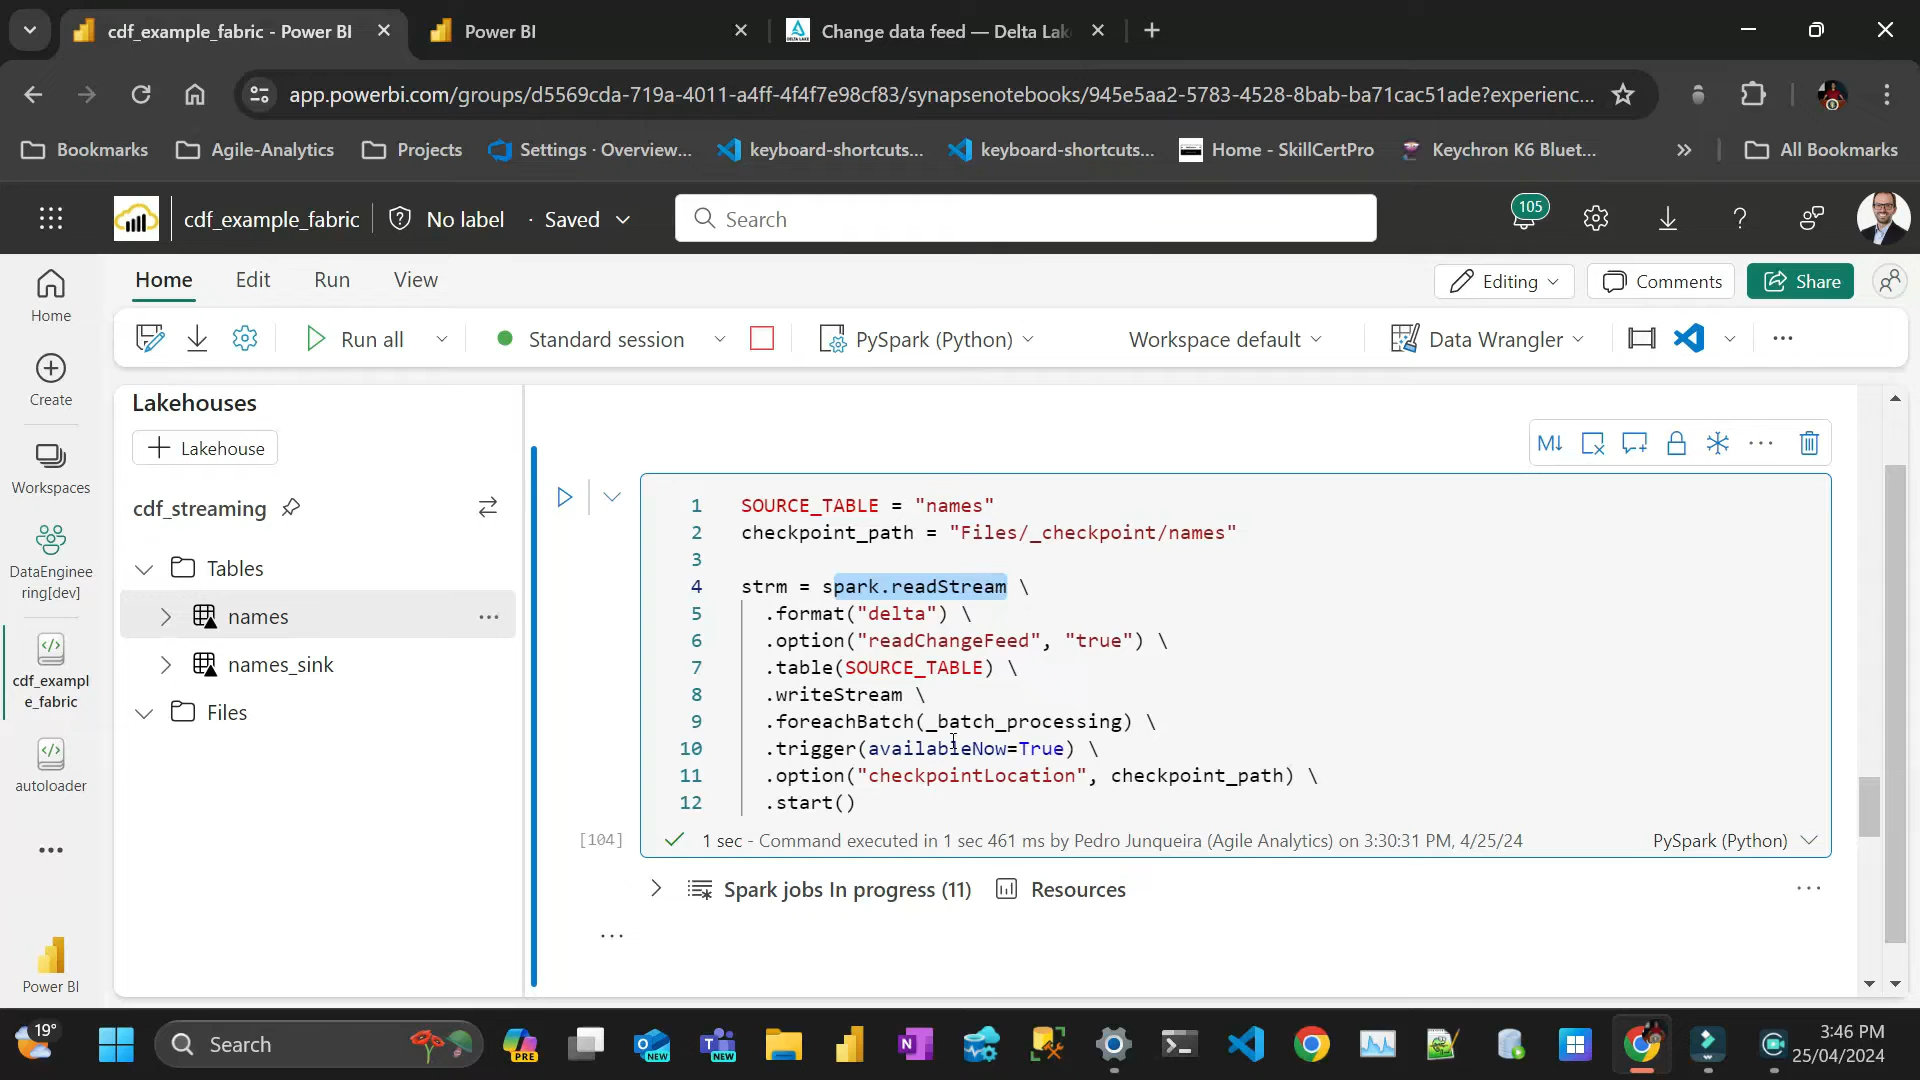 cdf_example_fabric - Power BI
Power BI
Change data feed — Delta Lak
app.powerbi.com/groups/d5569cda-719a-4011-a4ff-4f4f7e98cf83/synapsenotebooks/945e5aa2-5783-4528-8bab-ba71cac51ade?experienc...
Bookmarks
Agile-Analytics
Projects
Settings · Overview...
keyboard-shortcuts...
keyboard-shortcuts...
Home - SkillCertPro
Keychron K6 Bluet...
All Bookmarks
cdf_example_fabric
No label · Saved
Search
105
Home Edit Run View
Editing
Comments
Share
Run all
Standard session
PySpark (Python)
Workspace default
Data Wrangler
Home
Create
Workspaces
DataEnginee
ring[dev]
cdf_exampl
e_fabric
autoloader
Power BI
Lakehouses
Lakehouse
cdf_streaming
Tables
names
names_sink
Files
M↓
1 SOURCE_TABLE = "names"
2 checkpoint_path = "Files/_checkpoint/names"
3
4 strm = spark.readStream \
5 .format("delta") \
6 .option("readChangeFeed", "true") \
7 .table(SOURCE_TABLE) \
8 .writeStream \
9 .foreachBatch(_batch_processing) \
10 .trigger(availableNow=True) \
11 .option("checkpointLocation", checkpoint_path) \
12 .start()
[104]
1 sec - Command executed in 1 sec 461 ms by Pedro Junqueira (Agile Analytics) on 3:30:31 PM, 4/25/24
PySpark (Python)
Spark jobs In progress (11)
Resources
19°
Search
PRE
NEW
NEW
3:46 PM
25/04/2024